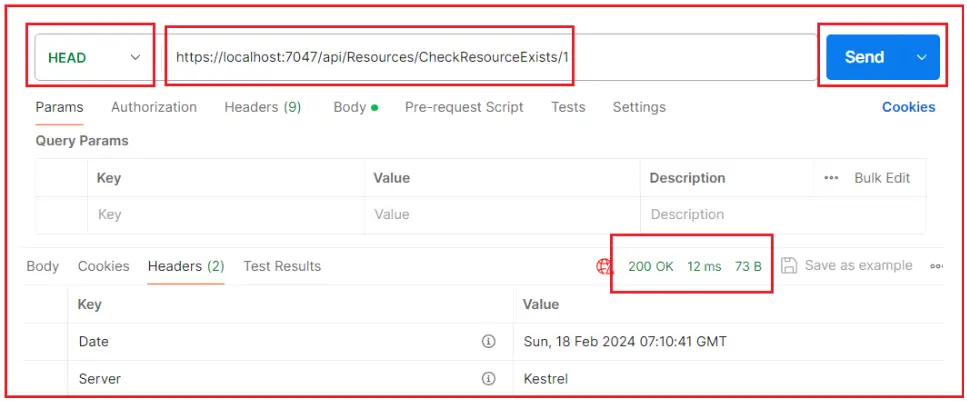 HEAD https://localhost:7047/api/Resources/CheckResourceExists/1 Send
Params Authorization Headers (9) Body Pre-request Script Tests Settings Cookies
Query Params
Key Value Description ••• Bulk Edit
Key Value Description
Body Cookies Headers (2) Test Results 200 OK 12 ms 73 B Save as example
Key Value
Date Sun, 18 Feb 2024 07:10:41 GMT
Server Kestrel